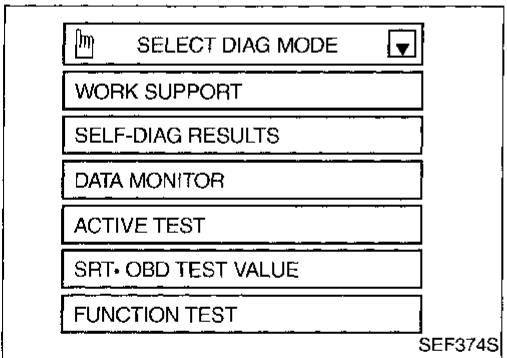 SELECT DIAG MODE
WORK SUPPORT
SELF-DIAG RESULTS
DATA MONITOR
ACTIVE TEST
SRT• OBD TEST VALUE
FUNCTION TEST
SEF374S